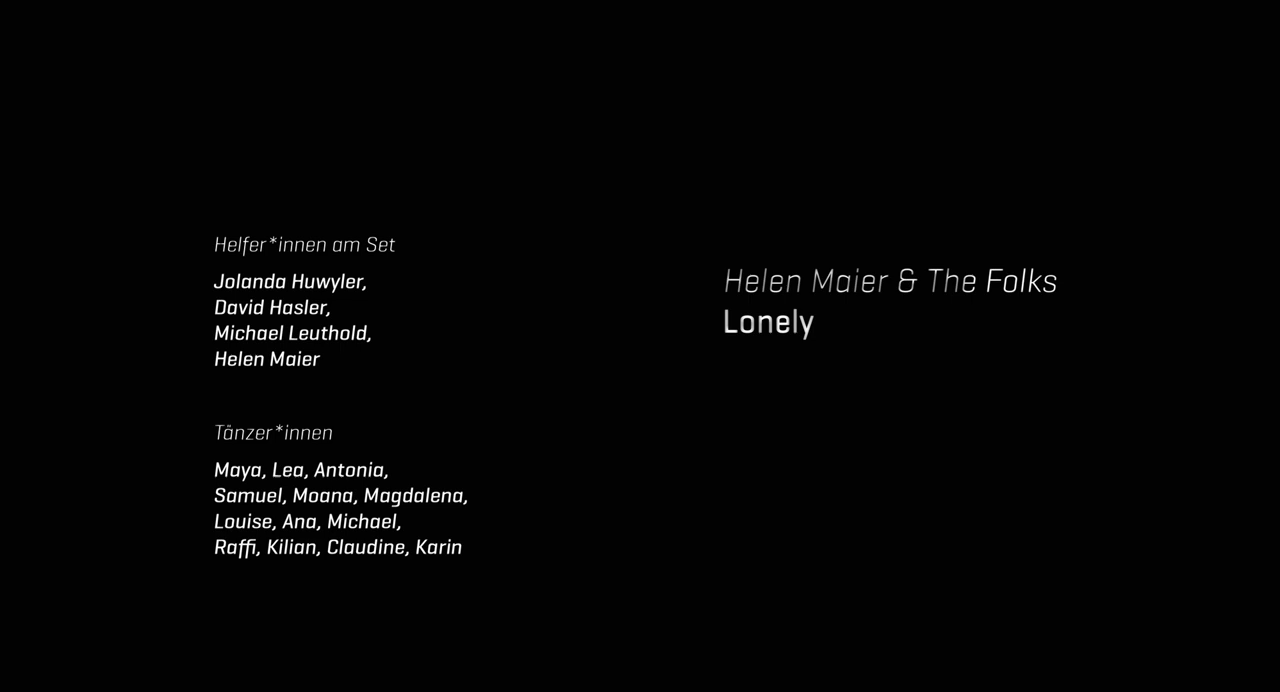 Helfer*innen am Set
Jolanda Huwyler,
David Hasler,
Michael Leuthold,
Helen Maier
Tänzer*innen
Maya, Lea, Antonia,
Samuel, Moana, Magdalena,
Louise, Ana, Michael,
Raffi, Kilian, Claudine, Karin
Helen Maier & The Folks
Lonely